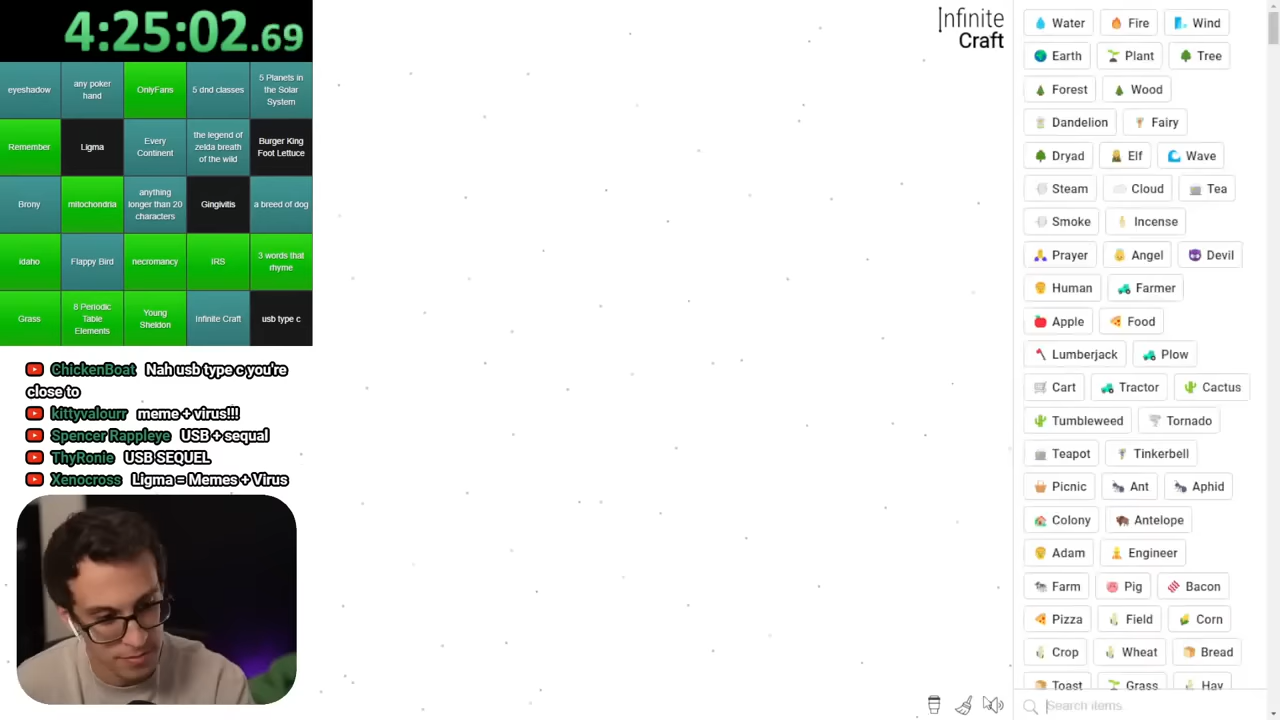 4:25:02.69
eyeshadow
any poker
hand
OnlyFans
5 dnd classes
5 Planets in
the Solar
System
Remember
Ligma
Every
Continent
the legend of
zelda breath
of the wild
Burger King
Foot Lettuce
Brony
mitochondria
anything
longer than 20
characters
Gingivitis
a breed of dog
idaho
Flappy Bird
necromancy
IRS
3 words that
rhyme
Grass
8 Periodic
Table
Elements
Young
Sheldon
Infinite Craft
usb type c
ChickenBoat Nah usb type c you're
close to
kittyvalourr meme + virus!!!
Spencer Rappleye USB + sequal
ThyRonie USB SEQUEL
Xenocross Ligma = Memes + Virus
Infinite
Craft
Water Fire Wind
Earth Plant Tree
Forest Wood
Dandelion Fairy
Dryad Elf Wave
Steam Cloud Tea
Smoke Incense
Prayer Angel Devil
Human Farmer
Apple Food
Lumberjack Plow
Cart Tractor Cactus
Tumbleweed Tornado
Teapot Tinkerbell
Picnic Ant Aphid
Colony Antelope
Adam Engineer
Farm Pig Bacon
Pizza Field Corn
Crop Wheat Bread
Toast Grass Hay
Search items